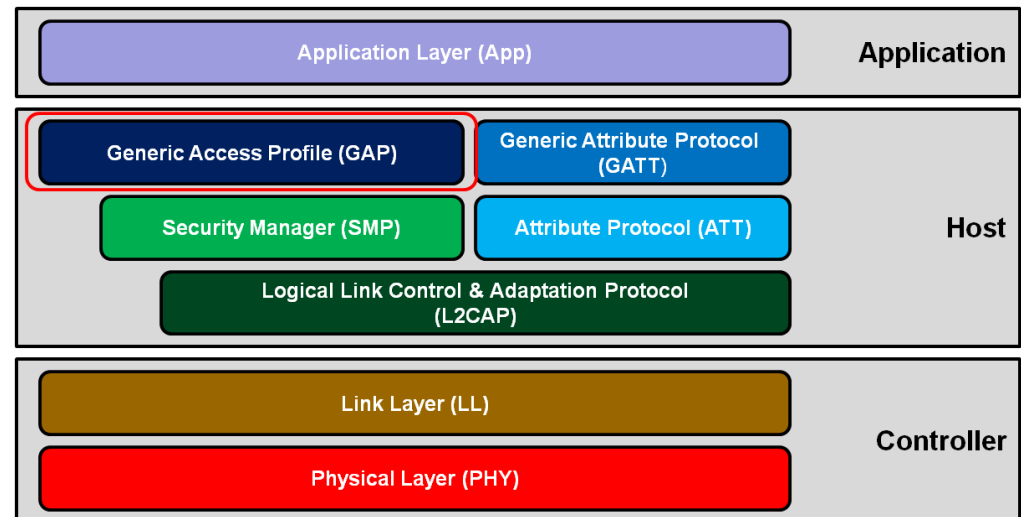 Application Layer (App)
Application
Generic Access Profile (GAP)
Generic Attribute Protocol
(GATT)
Security Manager (SMP)
Attribute Protocol (ATT)
Host
Logical Link Control & Adaptation Protocol
(L2CAP)
Link Layer (LL)
Controller
Physical Layer (PHY)